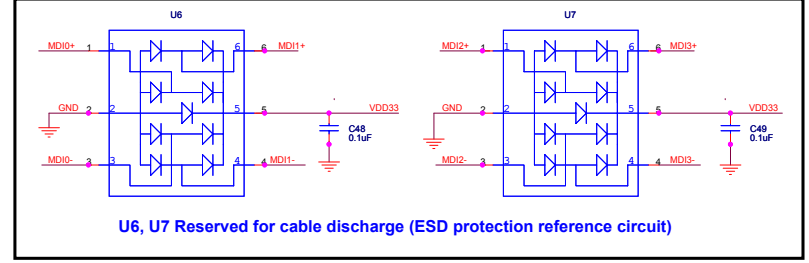 U6 U7
MDI0+ 1 1 6 6 MDI1+ MDI2+ 1 1 6 6 MDI3+
GND 2 2 5 5 VDD33 GND 2 2 5 5 VDD33
C48 C49
0.1uF 0.1uF
MDI0- 3 3 4 4 MDI1- MDI2- 3 3 4 4 MDI3-
U6, U7 Reserved for cable discharge (ESD protection reference circuit)